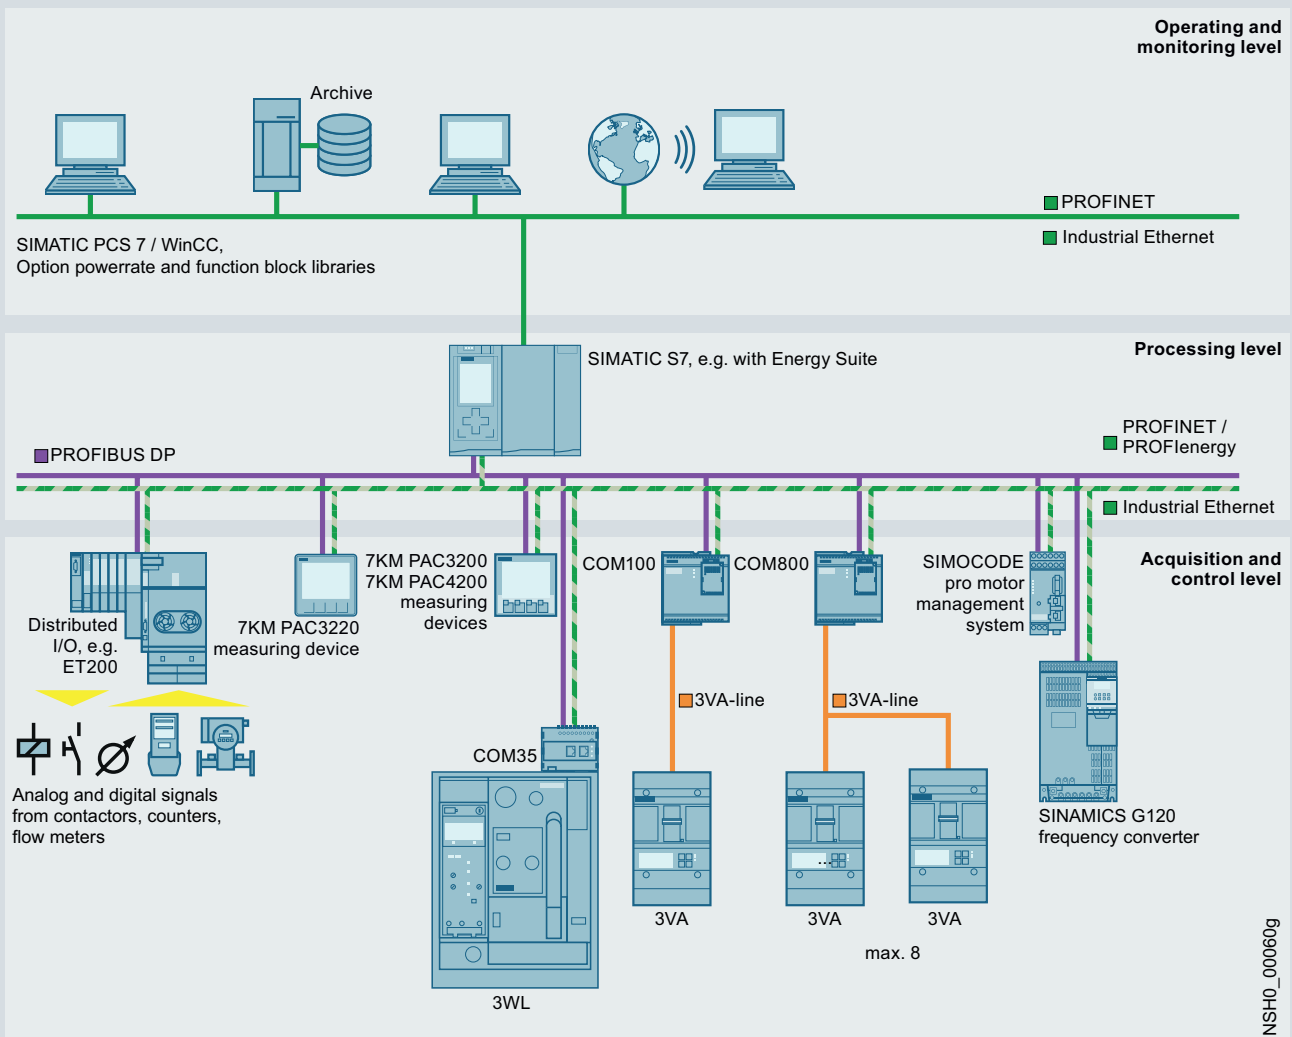 Operating and
monitoring level
Archive
PROFINET
Industrial Ethernet
SIMATIC PCS 7 / WinCC,
Option powerrate and function block libraries
SIMATIC S7, e.g. with Energy Suite
Processing level
PROFIBUS DP
PROFINET /
PROFIenergy
Industrial Ethernet
Acquisition and
control level
Distributed
I/O, e.g.
ET200
7KM PAC3220
measuring device
7KM PAC3200
7KM PAC4200
measuring
devices
COM100
COM800
SIMOCODE
pro motor
management
system
3VA-line
3VA-line
COM35
Analog and digital signals
from contactors, counters,
flow meters
SINAMICS G120
frequency converter
3VA
3VA
3VA
max. 8
3WL
NSH0_00060g